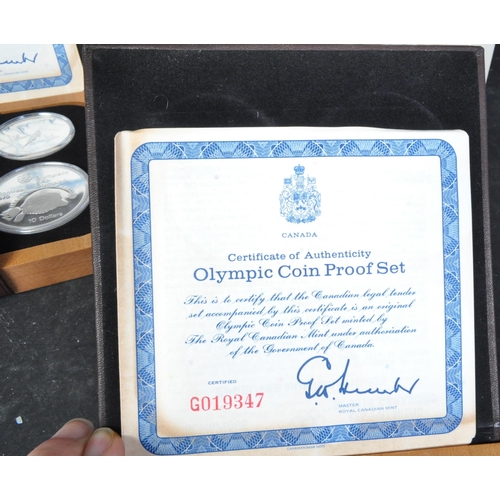 CANADA
Certificate of Authenticity
Olympic Coin Proof Set
This is to certify that the Canadian legal tender
set accompanied by this certificate is an original
Olympic Coin Proof Set minted by
The Royal Canadian Mint under authorization
of the Government of Canada.
CERTIFIED
G019347
MASTER
ROYAL CANADIAN MINT
10 Dollars